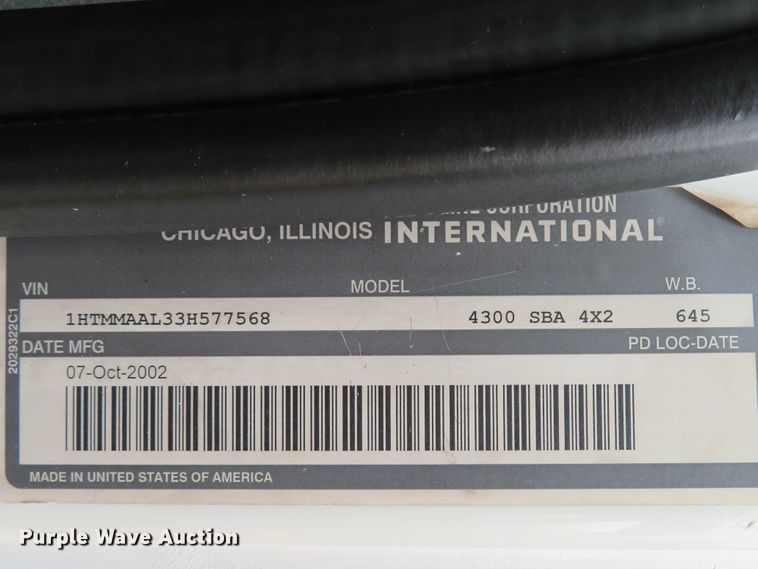 CORPORATION
CHICAGO, ILLINOIS INTERNATIONAL®
VIN MODEL W.B.
1HTMMAAL33H577568 4300 SBA 4X2 645
DATE MFG PD LOC-DATE
07-Oct-2002
2029322C1
MADE IN UNITED STATES OF AMERICA
Purple Wave Auction